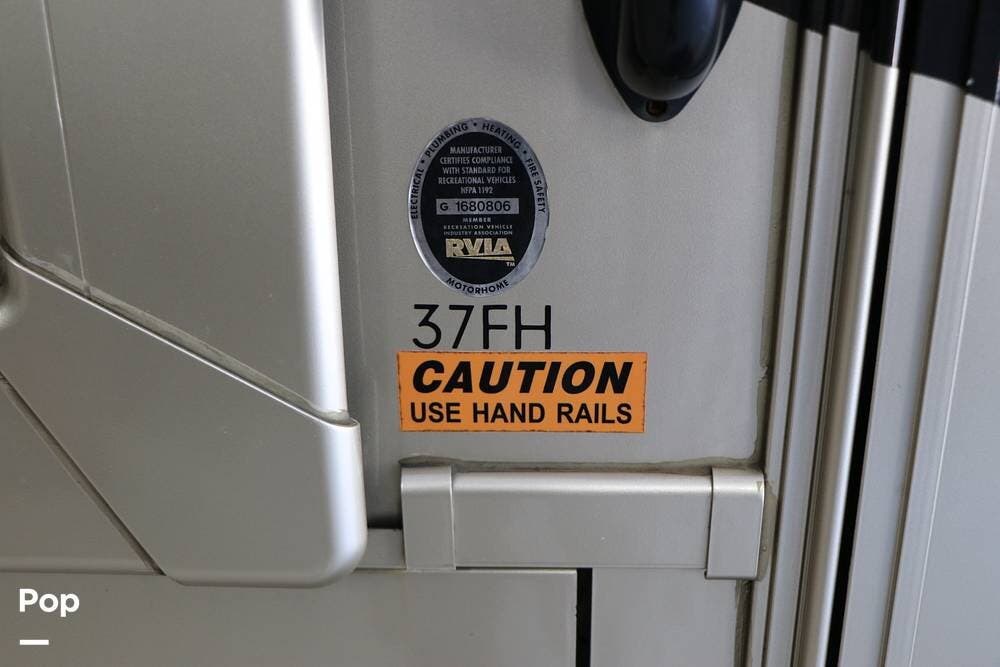 ELECTRICAL • PLUMBING • HEATING • FIRE SAFETY
MANUFACTURER
CERTIFIES COMPLIANCE
WITH STANDARD FOR
RECREATIONAL VEHICLES
NFPA 1192
G 1680806
MEMBER
RECREATION VEHICLE
INDUSTRY ASSOCIATION
RVIA
TM
MOTORHOME
37FH
CAUTION
USE HAND RAILS
Pop